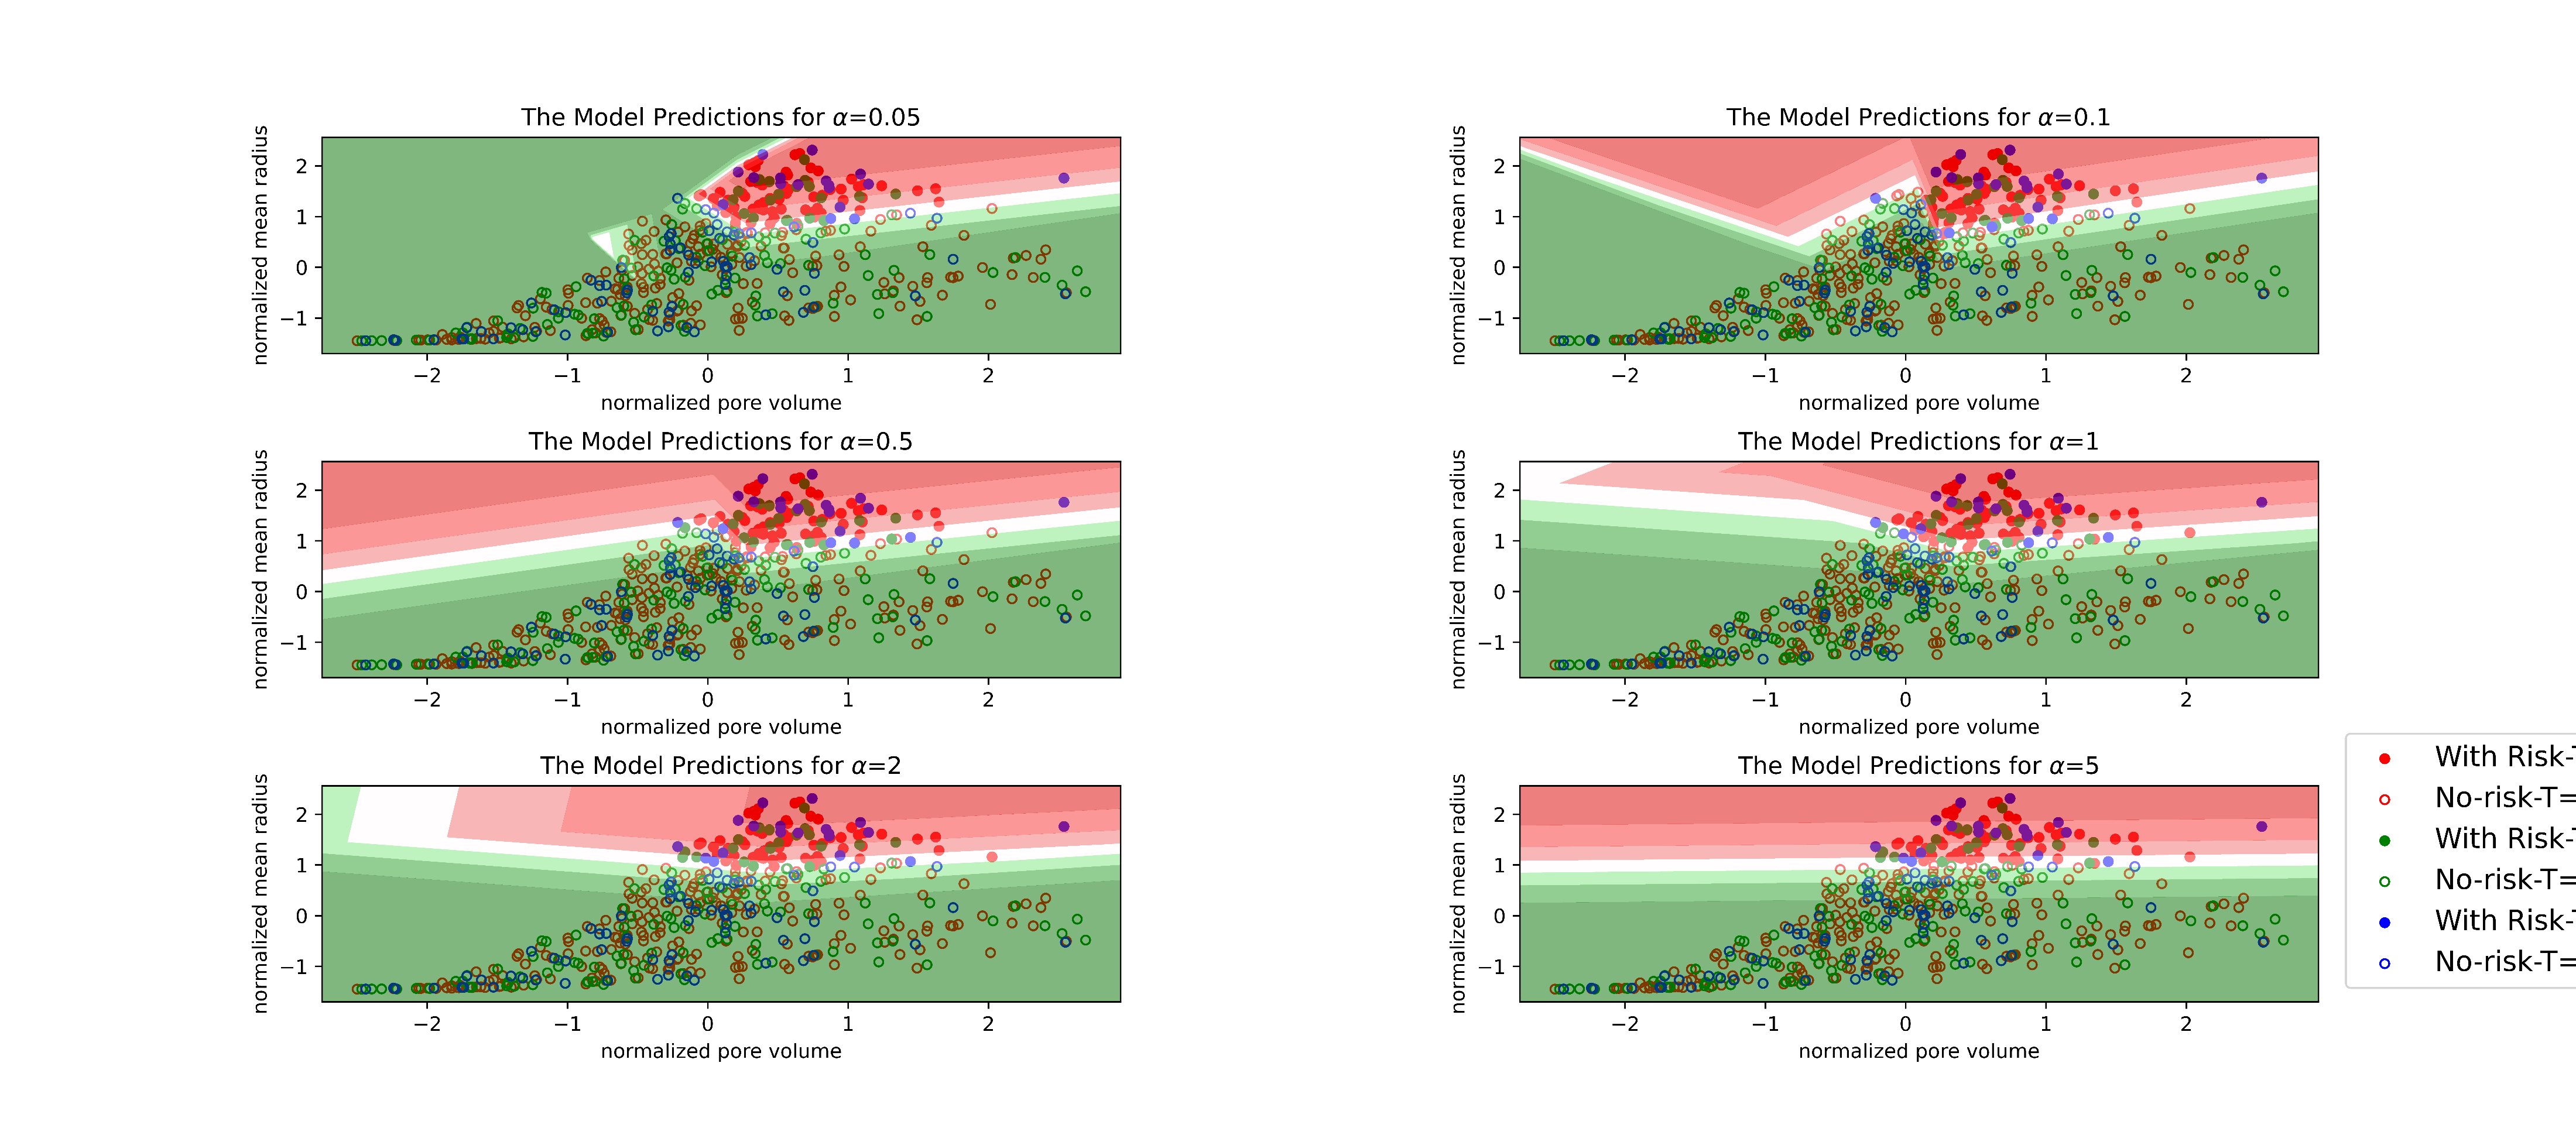 The Model Predictions for α=0.05
normalized mean radius
2
1
0
−1
−2
−1
0
1
2
normalized pore volume
The Model Predictions for α=0.1
normalized mean radius
2
1
0
−1
−2
−1
0
1
2
normalized pore volume
The Model Predictions for α=0.5
normalized mean radius
2
1
0
−1
−2
−1
0
1
2
normalized pore volume
The Model Predictions for α=1
normalized mean radius
2
1
0
−1
−2
−1
0
1
2
normalized pore volume
The Model Predictions for α=2
normalized mean radius
2
1
0
−1
−2
−1
0
1
2
normalized pore volume
The Model Predictions for α=5
normalized mean radius
2
1
0
−1
−2
−1
0
1
2
normalized pore volume
With Risk-
No-risk-T=
With Risk-
No-risk-T=
With Risk-
No-risk-T=